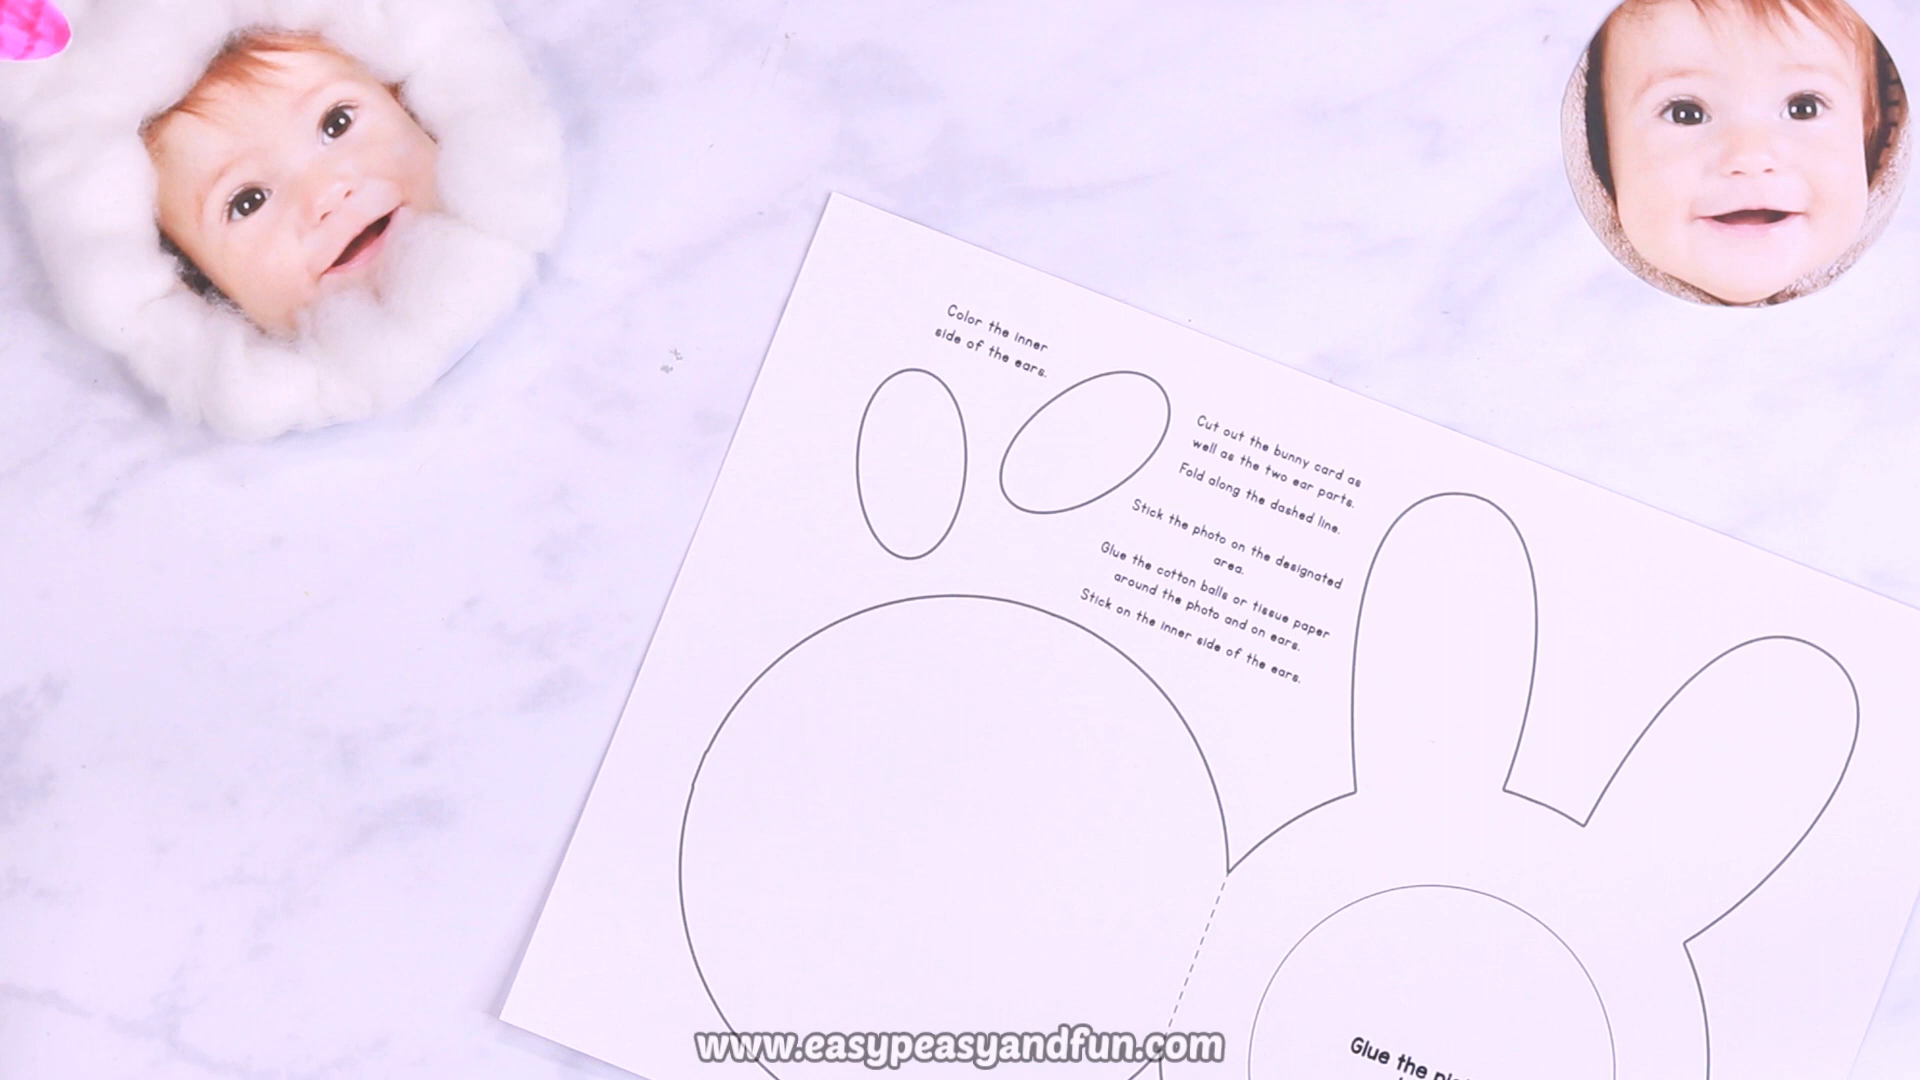 Color the inner
side of the ears.
Cut out the bunny card as
well as the two ear parts.
Fold along the dashed line.
Stick the photo on the designated
area.
Glue the cotton balls or tissue paper
around the photo and on ears.
Stick on the inner side of the ears.
Glue the
www.easypeasyandfun.com